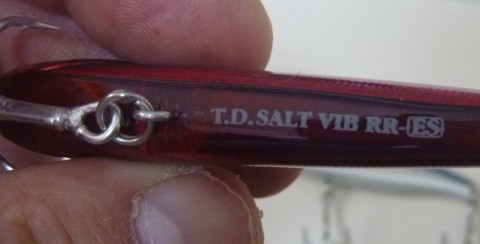 T.D. SALT VIB RR-ES